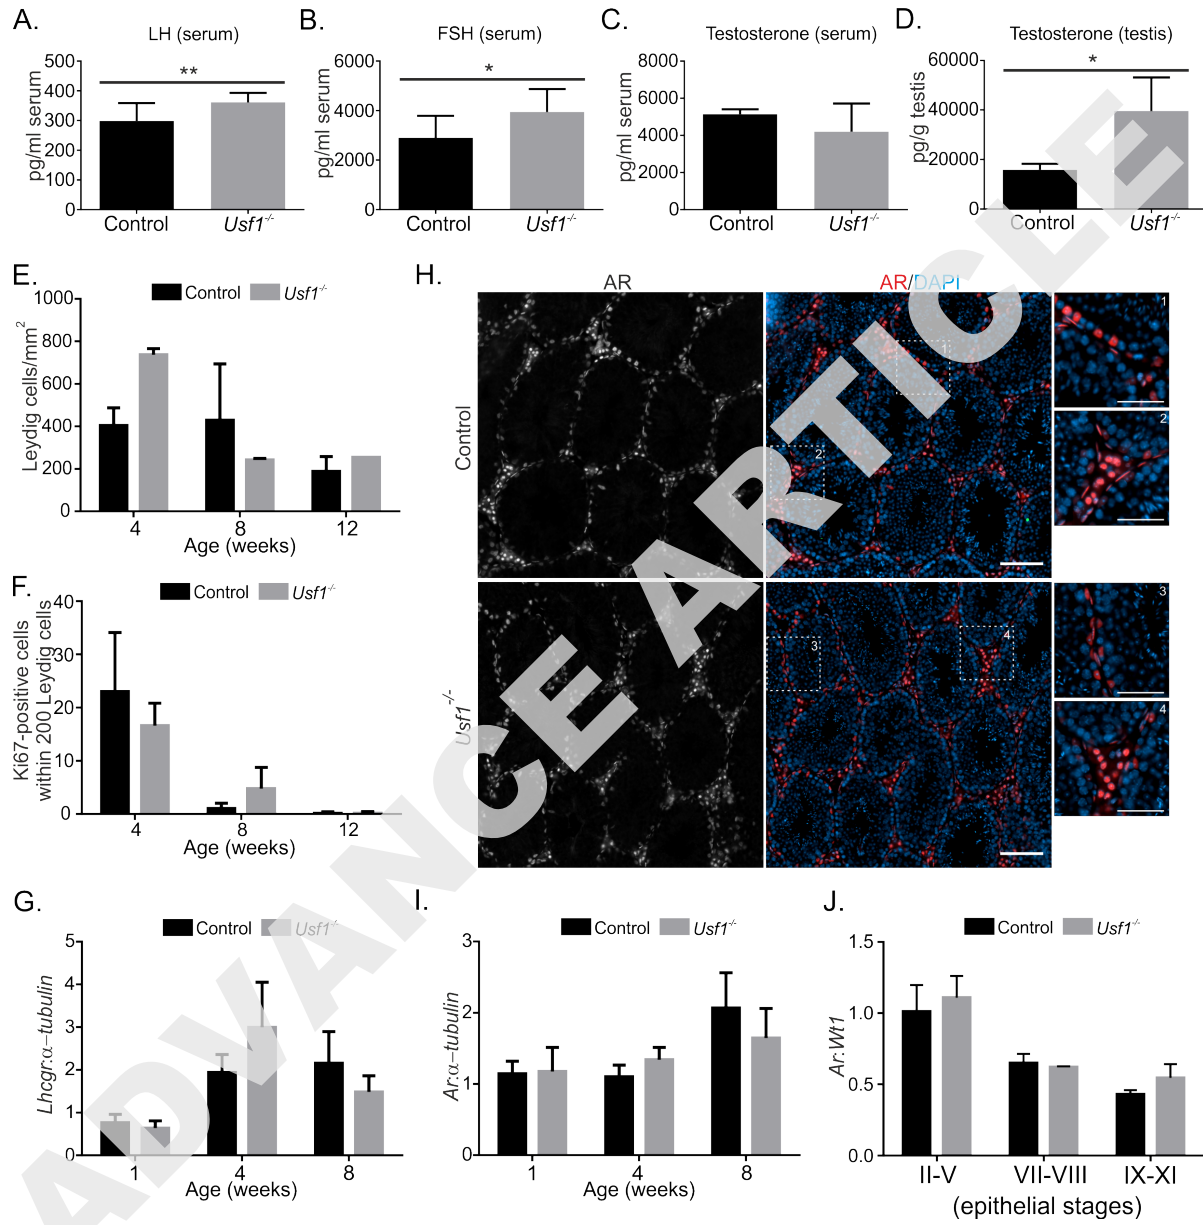 A.
LH (serum)
pg/ml serum
500
400
300
200
100
0
**
Control
Usf1-/-
B.
FSH (serum)
pg/ml serum
6000
4000
2000
0
*
Control
Usf1-/-
C.
Testosterone (serum)
pg/ml serum
8000
6000
4000
2000
0
Control
Usf1-/-
D.
Testosterone (testis)
pg/g testis
60000
40000
20000
0
*
Control
Usf1-/-
E.
Control Usf1-/-
Leydig cells/mm2
1000
800
600
400
200
0
4 8 12
Age (weeks)
F.
Control Usf1-/-
Ki67-positive cells
within 200 Leydig cells
40
30
20
10
0
4 8 12
Age (weeks)
H.
AR
AR/DAPI
Control
Usf1-/-
1
2
3
4
1
2
3
4
G.
Control Usf1-/-
Lhcgr:α–tubulin
5
4
3
2
1
0
1 4 8
Age (weeks)
I.
Control Usf1-/-
Ar:α–tubulin
3
2
1
0
1 4 8
Age (weeks)
J.
Control Usf1-/-
Ar:Wt1
1.5
1.0
0.5
0.0
II-V VII-VIII IX-XI
(epithelial stages)
ADVANCE ARTICLE